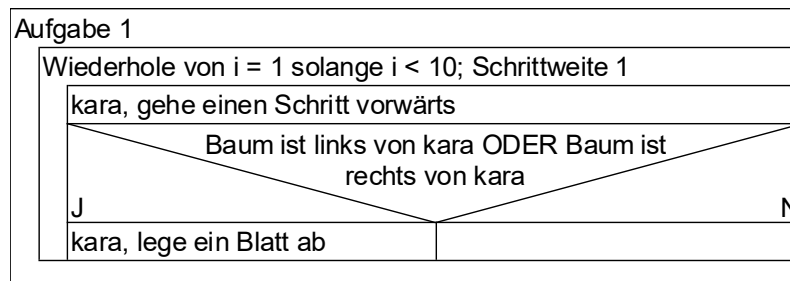 Aufgabe 1
Wiederhole von i = 1 solange i < 10; Schrittweite 1
kara, gehe einen Schritt vorwärts
Baum ist links von kara ODER Baum ist
rechts von kara
J
N
kara, lege ein Blatt ab